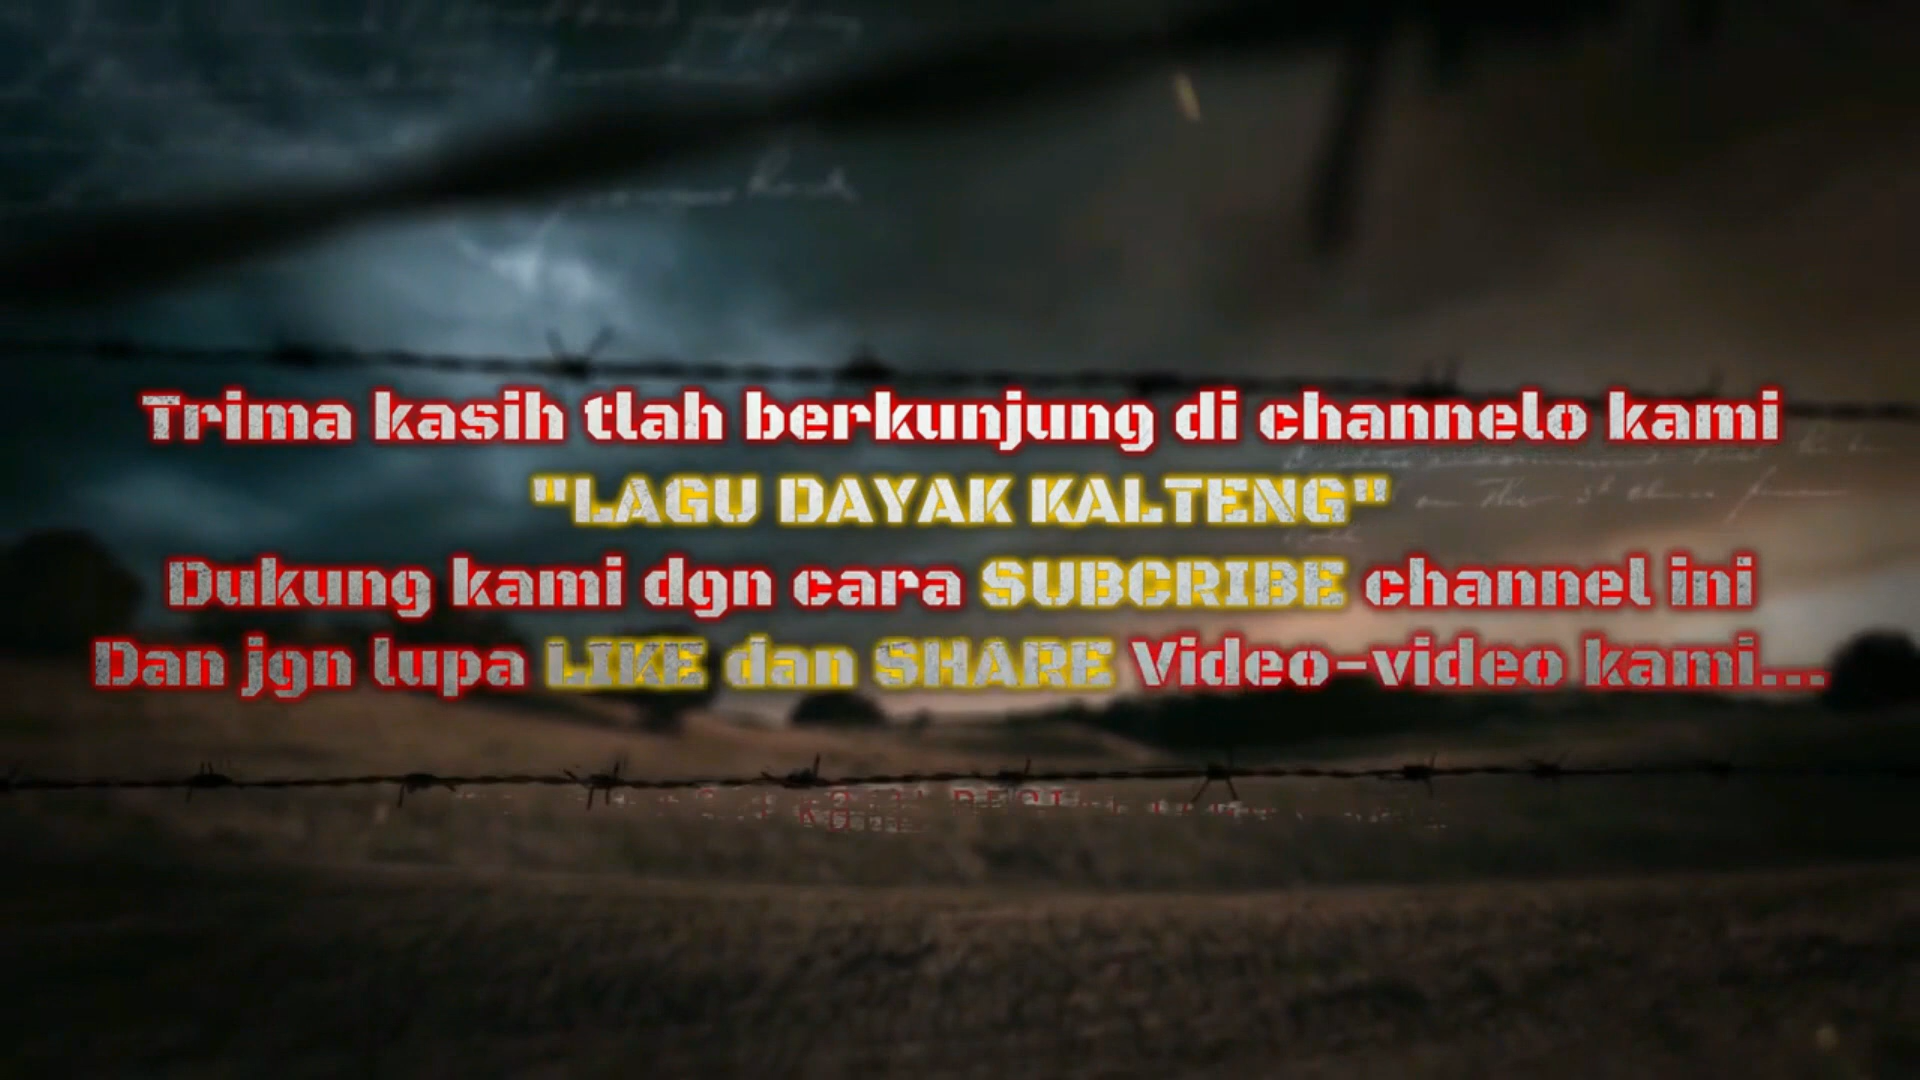 Trima kasih tlah berkunjung di channelo kami
"LAGU DAYAK KALTENG"
Dukung kami dgn cara SUBCRIBE channel ini
Dan jgn lupa LIKE dan SHARE Video-video kami...